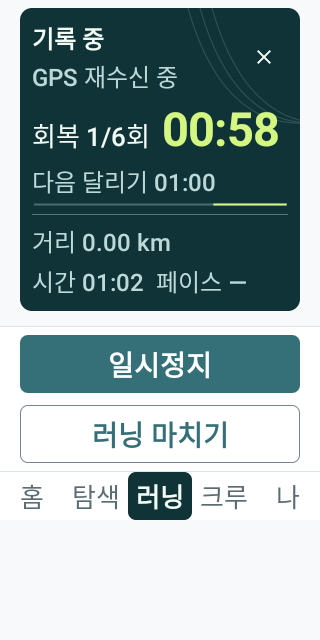 기록 중
GPS 재수신 중
회복 1/6회 00:58
다음 달리기 01:00
거리 0.00 km
시간 01:02 페이스 –
일시정지
러닝 마치기
홈 탐색 러닝 크루 나